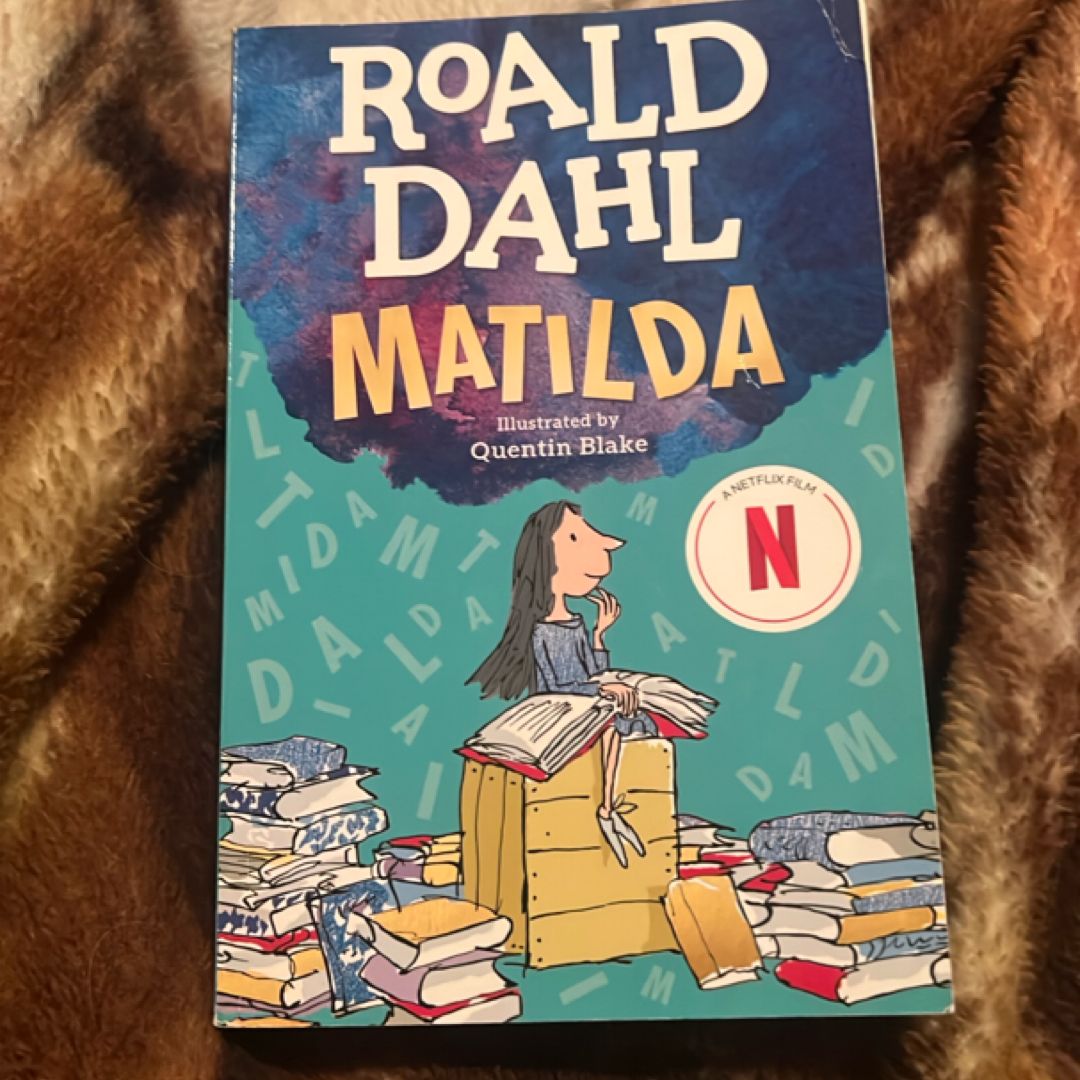 ROALD
DAHL
MATILDA
Illustrated by
Quentin Blake
A NETFLIX FILM
N
T
L
T
M I D A
M T
M
I
D
D A
L D A
A T L D I
D I A I
D A M
I M